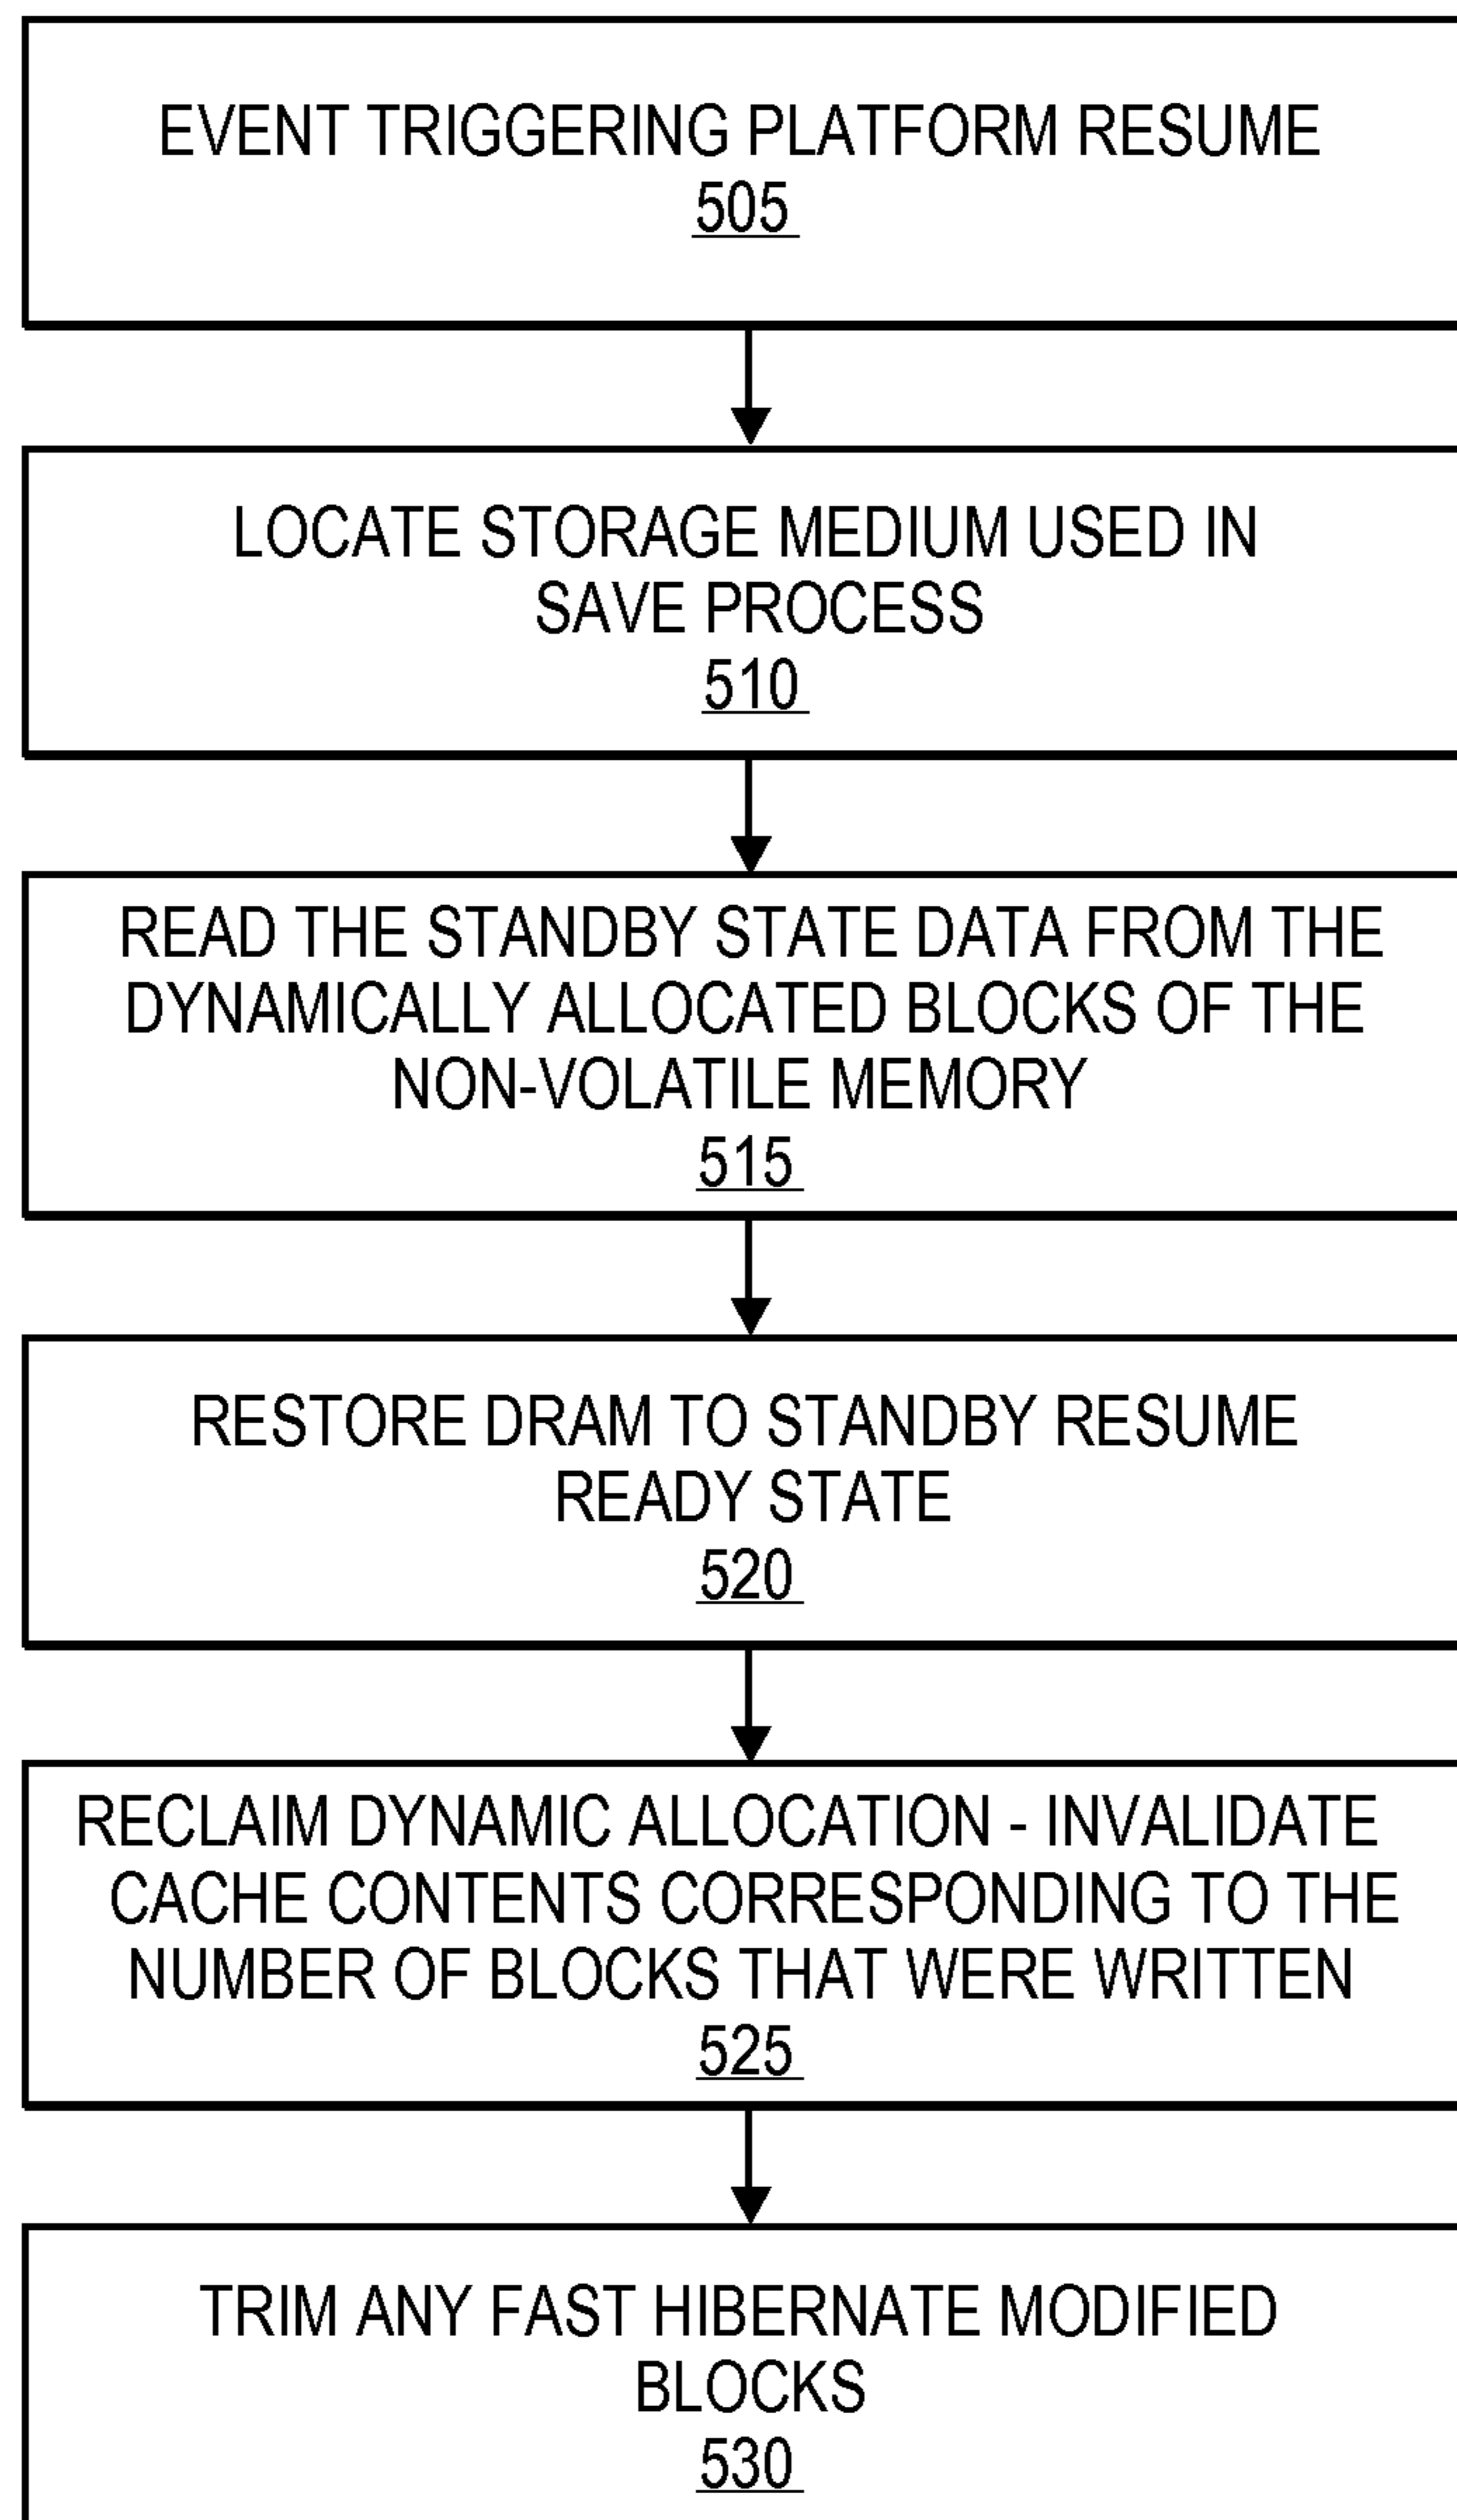 EVENT TRIGGERING PLATFORM RESUME
505
LOCATE STORAGE MEDIUM USED IN
SAVE PROCESS
510
READ THE STANDBY STATE DATA FROM THE
DYNAMICALLY ALLOCATED BLOCKS OF THE
NON-VOLATILE MEMORY
515
RESTORE DRAM TO STANDBY RESUME
READY STATE
520
RECLAIM DYNAMIC ALLOCATION - INVALIDATE
CACHE CONTENTS CORRESPONDING TO THE
NUMBER OF BLOCKS THAT WERE WRITTEN
525
TRIM ANY FAST HIBERNATE MODIFIED
BLOCKS
530